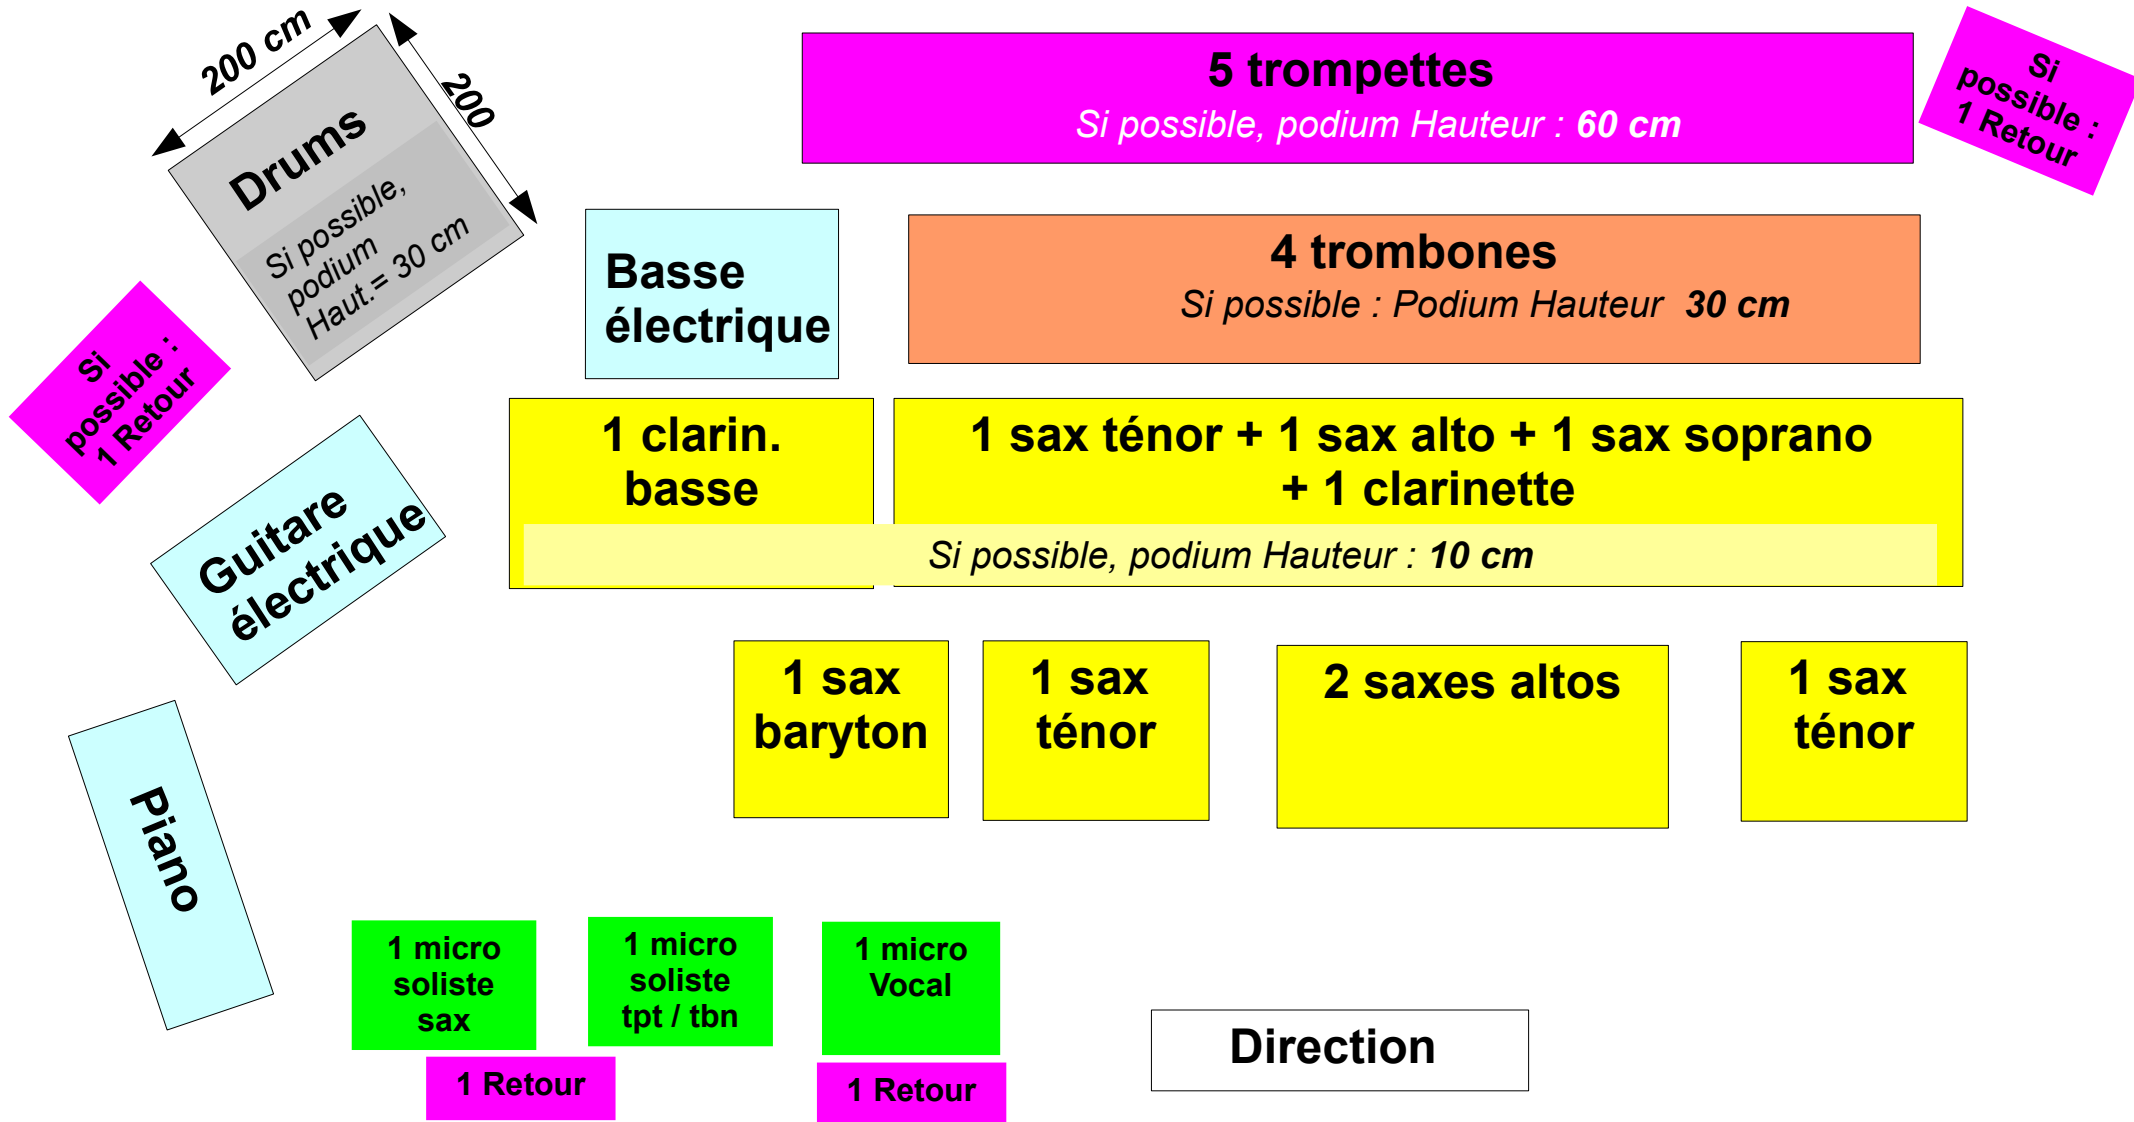 200 cm
200
Drums
Si possible,
podium
Haut.= 30 cm
5 trompettes
Si possible, podium Hauteur : 60 cm
Si
possible :
1 Retour
Basse
électrique
4 trombones
Si possible : Podium Hauteur 30 cm
Si
possible :
1 Retour
Guitare
électrique
1 clarin.
basse
1 sax ténor + 1 sax alto + 1 sax soprano
+ 1 clarinette
Si possible, podium Hauteur : 10 cm
1 sax
baryton
1 sax
ténor
2 saxes altos
1 sax
ténor
Piano
1 micro
soliste
sax
1 micro
soliste
tpt / tbn
1 micro
Vocal
1 Retour
1 Retour
Direction